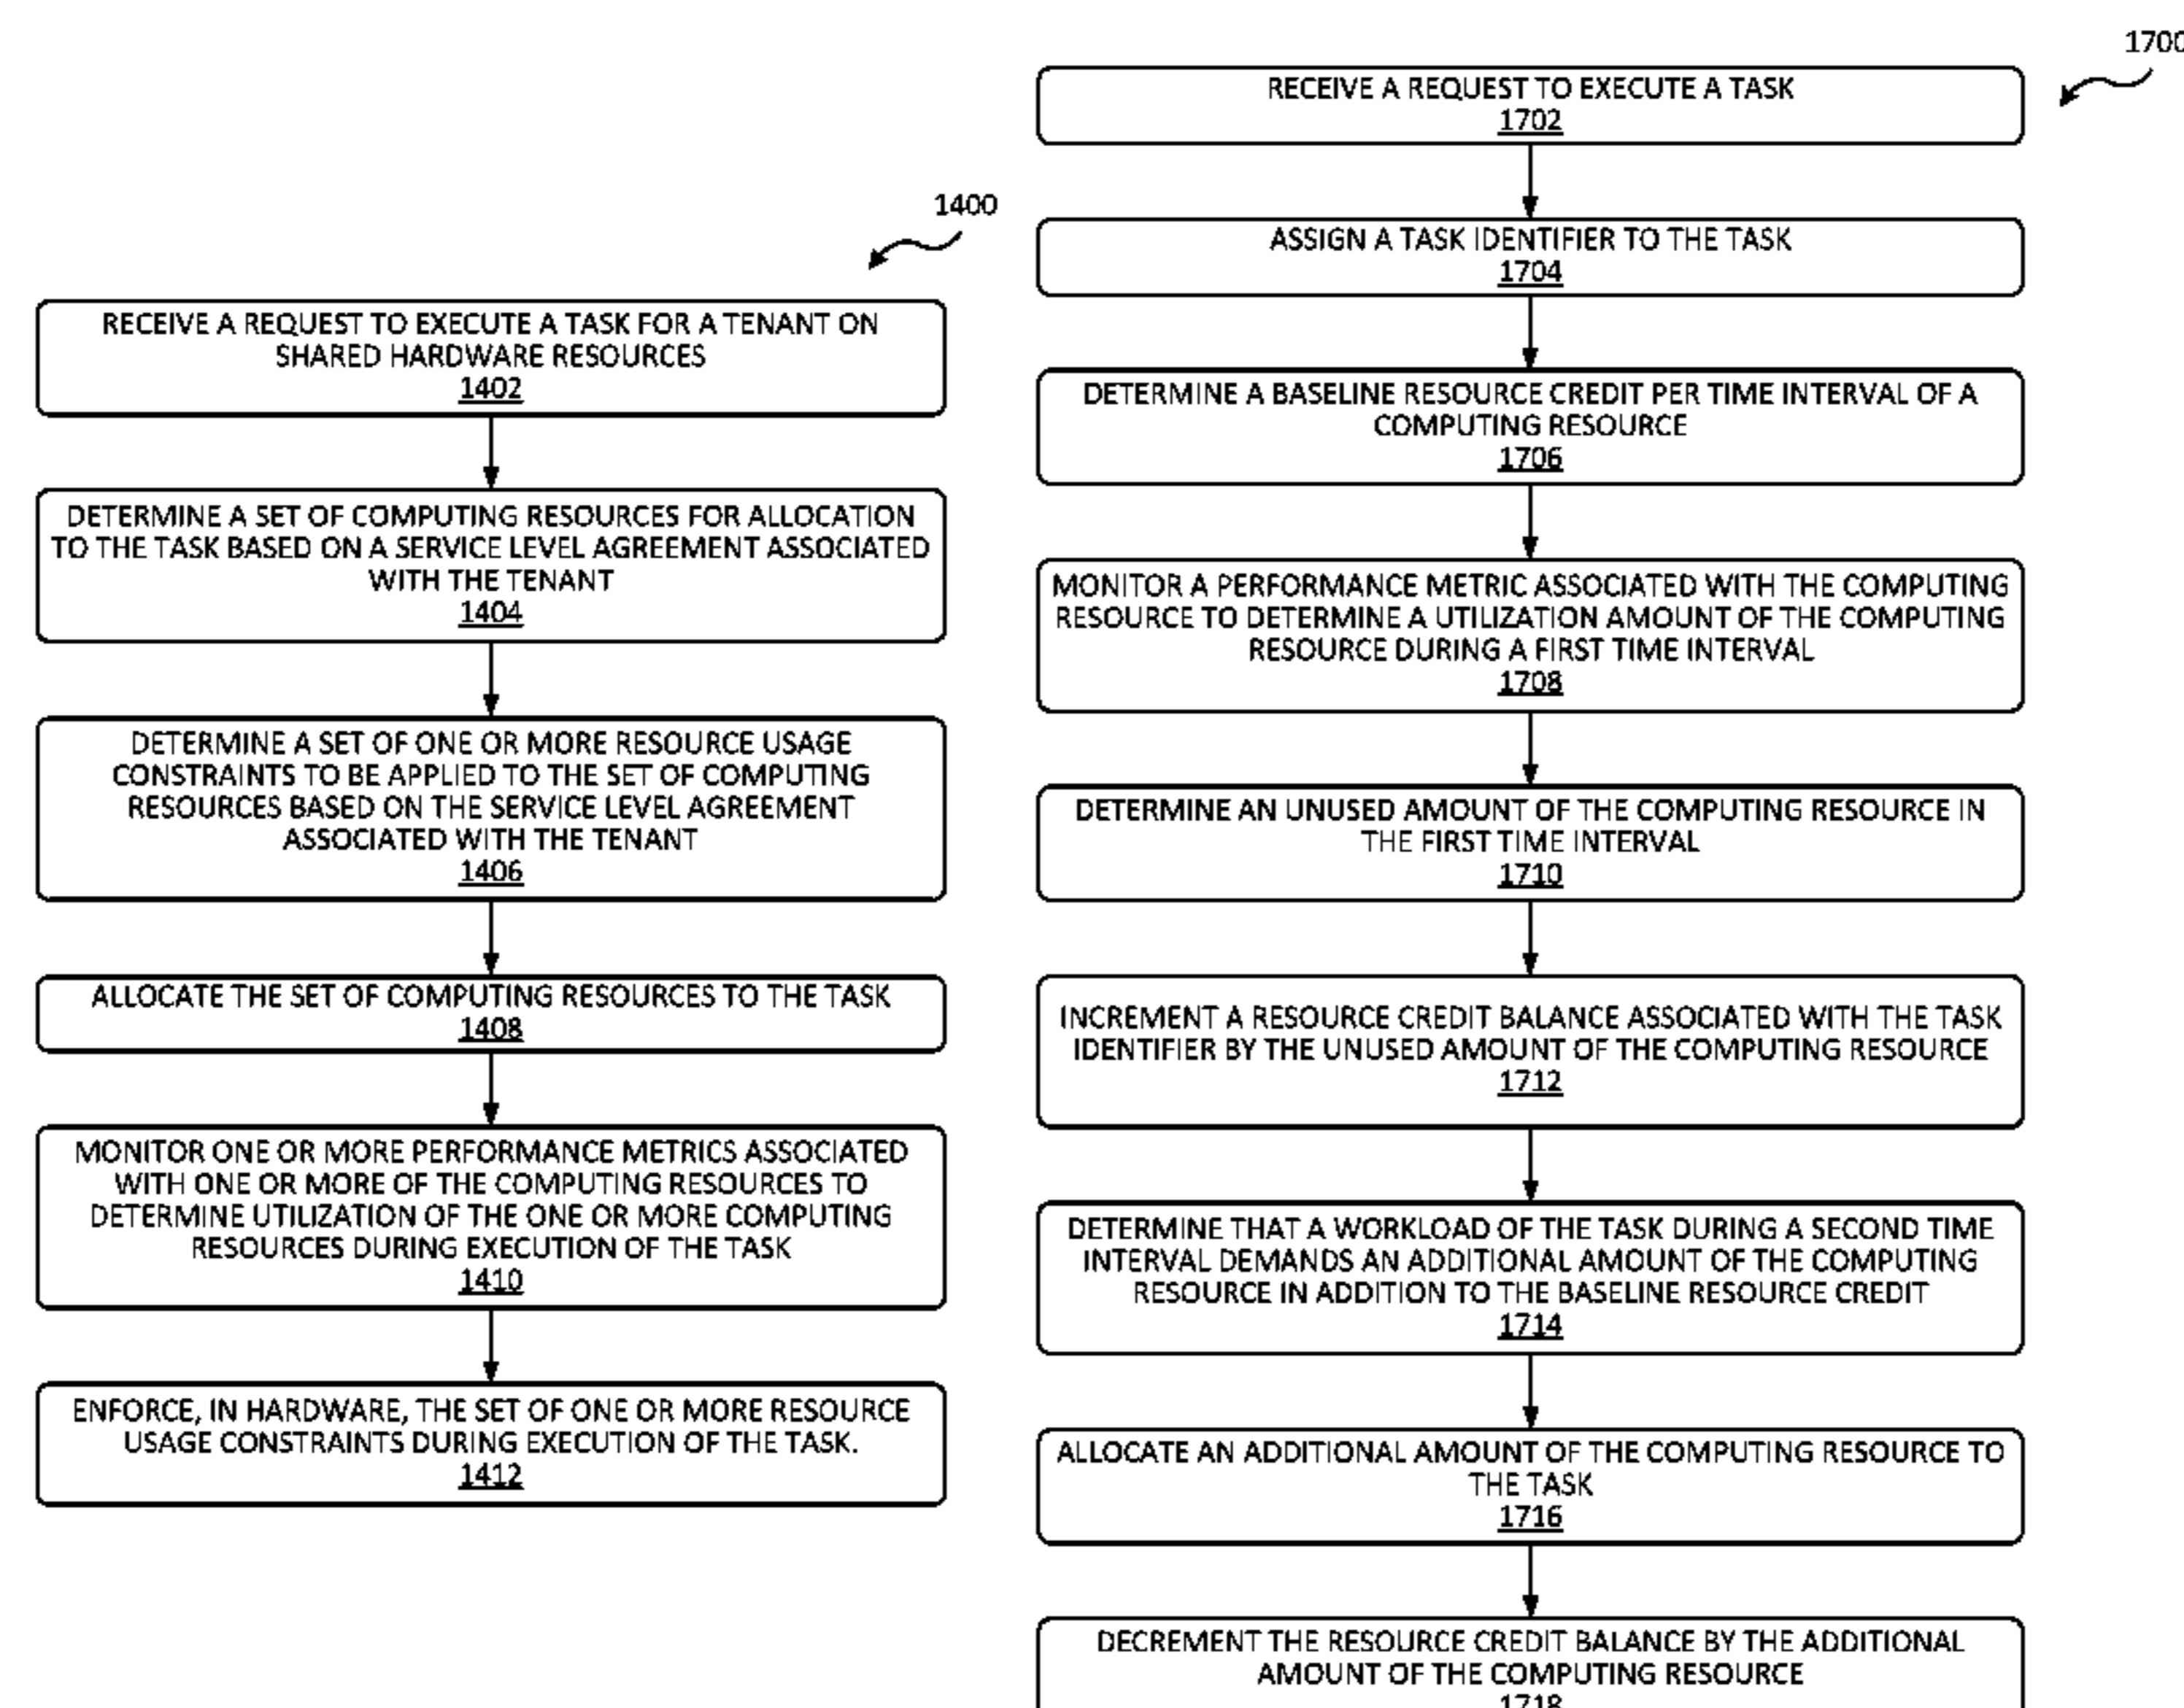 1400
RECEIVE A REQUEST TO EXECUTE A TASK FOR A TENANT ON
SHARED HARDWARE RESOURCES
1402
DETERMINE A SET OF COMPUTING RESOURCES FOR ALLOCATION
TO THE TASK BASED ON A SERVICE LEVEL AGREEMENT ASSOCIATED
WITH THE TENANT
1404
DETERMINE A SET OF ONE OR MORE RESOURCE USAGE
CONSTRAINTS TO BE APPLIED TO THE SET OF COMPUTING
RESOURCES BASED ON THE SERVICE LEVEL AGREEMENT
ASSOCIATED WITH THE TENANT
1406
ALLOCATE THE SET OF COMPUTING RESOURCES TO THE TASK
1408
MONITOR ONE OR MORE PERFORMANCE METRICS ASSOCIATED
WITH ONE OR MORE OF THE COMPUTING RESOURCES TO
DETERMINE UTILIZATION OF THE ONE OR MORE COMPUTING
RESOURCES DURING EXECUTION OF THE TASK
1410
ENFORCE, IN HARDWARE, THE SET OF ONE OR MORE RESOURCE
USAGE CONSTRAINTS DURING EXECUTION OF THE TASK.
1412
1700
RECEIVE A REQUEST TO EXECUTE A TASK
1702
ASSIGN A TASK IDENTIFIER TO THE TASK
1704
DETERMINE A BASELINE RESOURCE CREDIT PER TIME INTERVAL OF A
COMPUTING RESOURCE
1706
MONITOR A PERFORMANCE METRIC ASSOCIATED WITH THE COMPUTING
RESOURCE TO DETERMINE A UTILIZATION AMOUNT OF THE COMPUTING
RESOURCE DURING A FIRST TIME INTERVAL
1708
DETERMINE AN UNUSED AMOUNT OF THE COMPUTING RESOURCE IN
THE FIRST TIME INTERVAL
1710
INCREMENT A RESOURCE CREDIT BALANCE ASSOCIATED WITH THE TASK
IDENTIFIER BY THE UNUSED AMOUNT OF THE COMPUTING RESOURCE
1712
DETERMINE THAT A WORKLOAD OF THE TASK DURING A SECOND TIME
INTERVAL DEMANDS AN ADDITIONAL AMOUNT OF THE COMPUTING
RESOURCE IN ADDITION TO THE BASELINE RESOURCE CREDIT
1714
ALLOCATE AN ADDITIONAL AMOUNT OF THE COMPUTING RESOURCE TO
THE TASK
1716
DECREMENT THE RESOURCE CREDIT BALANCE BY THE ADDITIONAL
AMOUNT OF THE COMPUTING RESOURCE
1718